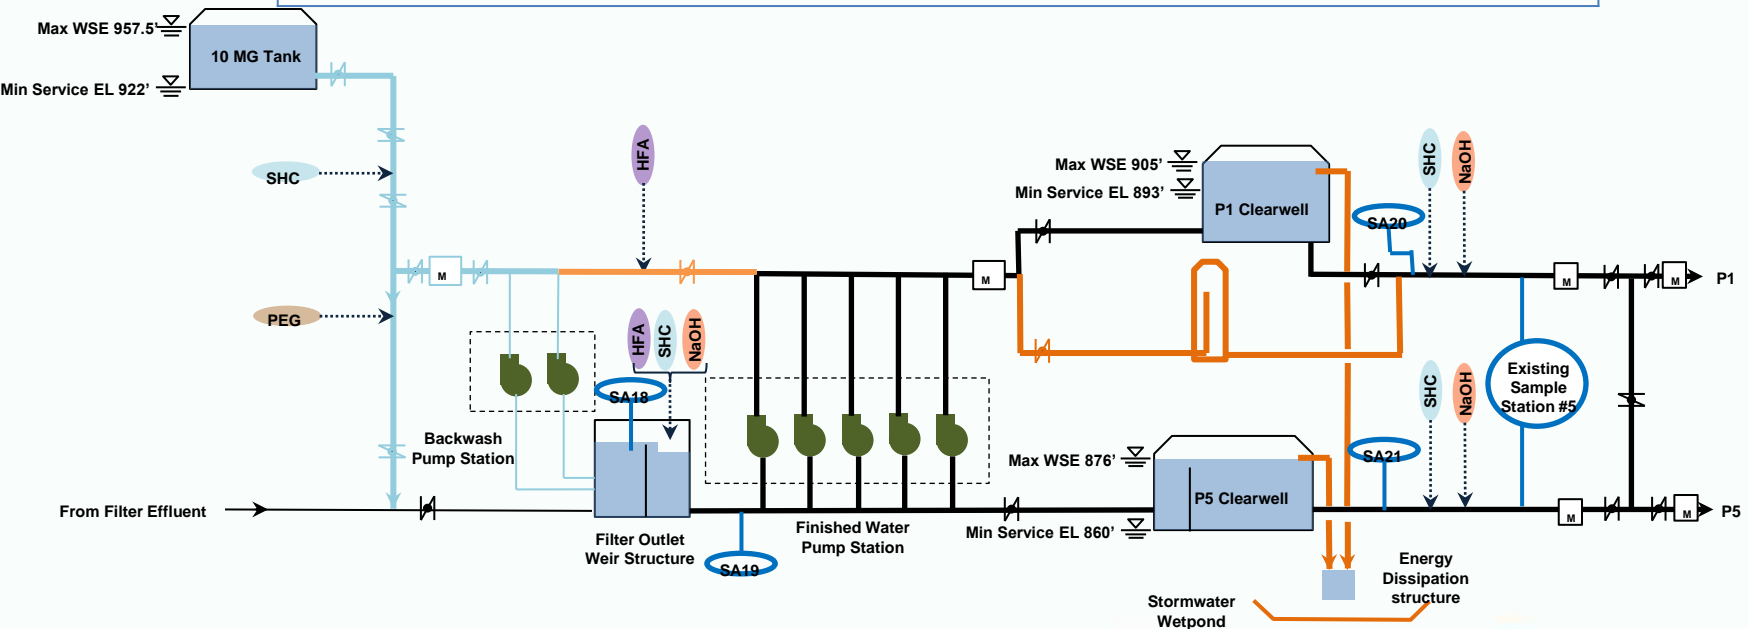 Max WSE 957.5'
10 MG Tank
Min Service EL 922'
SHC
PEG
M
HFA
HFA
SHC
NaOH
SA18
Backwash
Pump Station
From Filter Effluent
Filter Outlet
Weir Structure
SA19
Finished Water
Pump Station
M
Max WSE 905'
Min Service EL 893'
P1 Clearwell
SA20
SHC
NaOH
M
M
P1
Existing
Sample
Station #5
Max WSE 876'
P5 Clearwell
Min Service EL 860'
SA21
SHC
NaOH
M
M
P5
Energy
Dissipation
structure
Stormwater
Wetpond